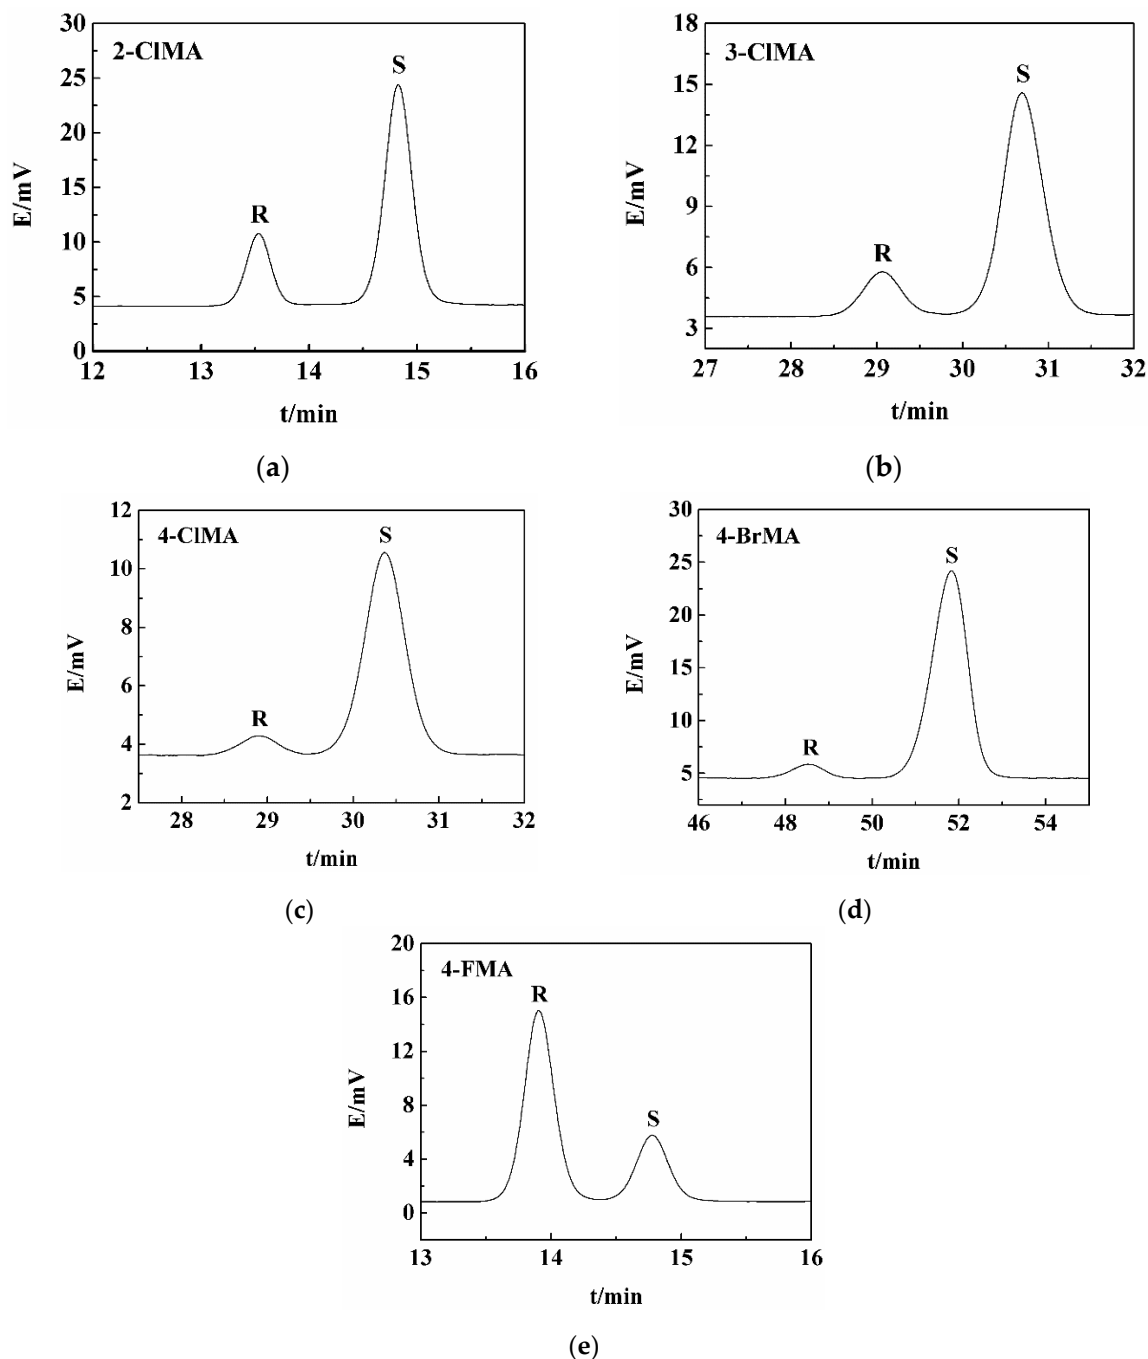 2-ClMA
30
25
20
15
10
5
0
E/mV
R
S
12 13 14 15 16
t/min
(a)
3-ClMA
18
15
12
9
6
3
E/mV
R
S
27 28 29 30 31 32
t/min
(b)
4-ClMA
12
10
8
6
4
2
E/mV
R
S
28 29 30 31 32
t/min
(c)
4-BrMA
30
25
20
15
10
5
E/mV
R
S
46 48 50 52 54
t/min
(d)
4-FMA
20
16
12
8
4
0
E/mV
R
S
13 14 15 16
t/min
(e)